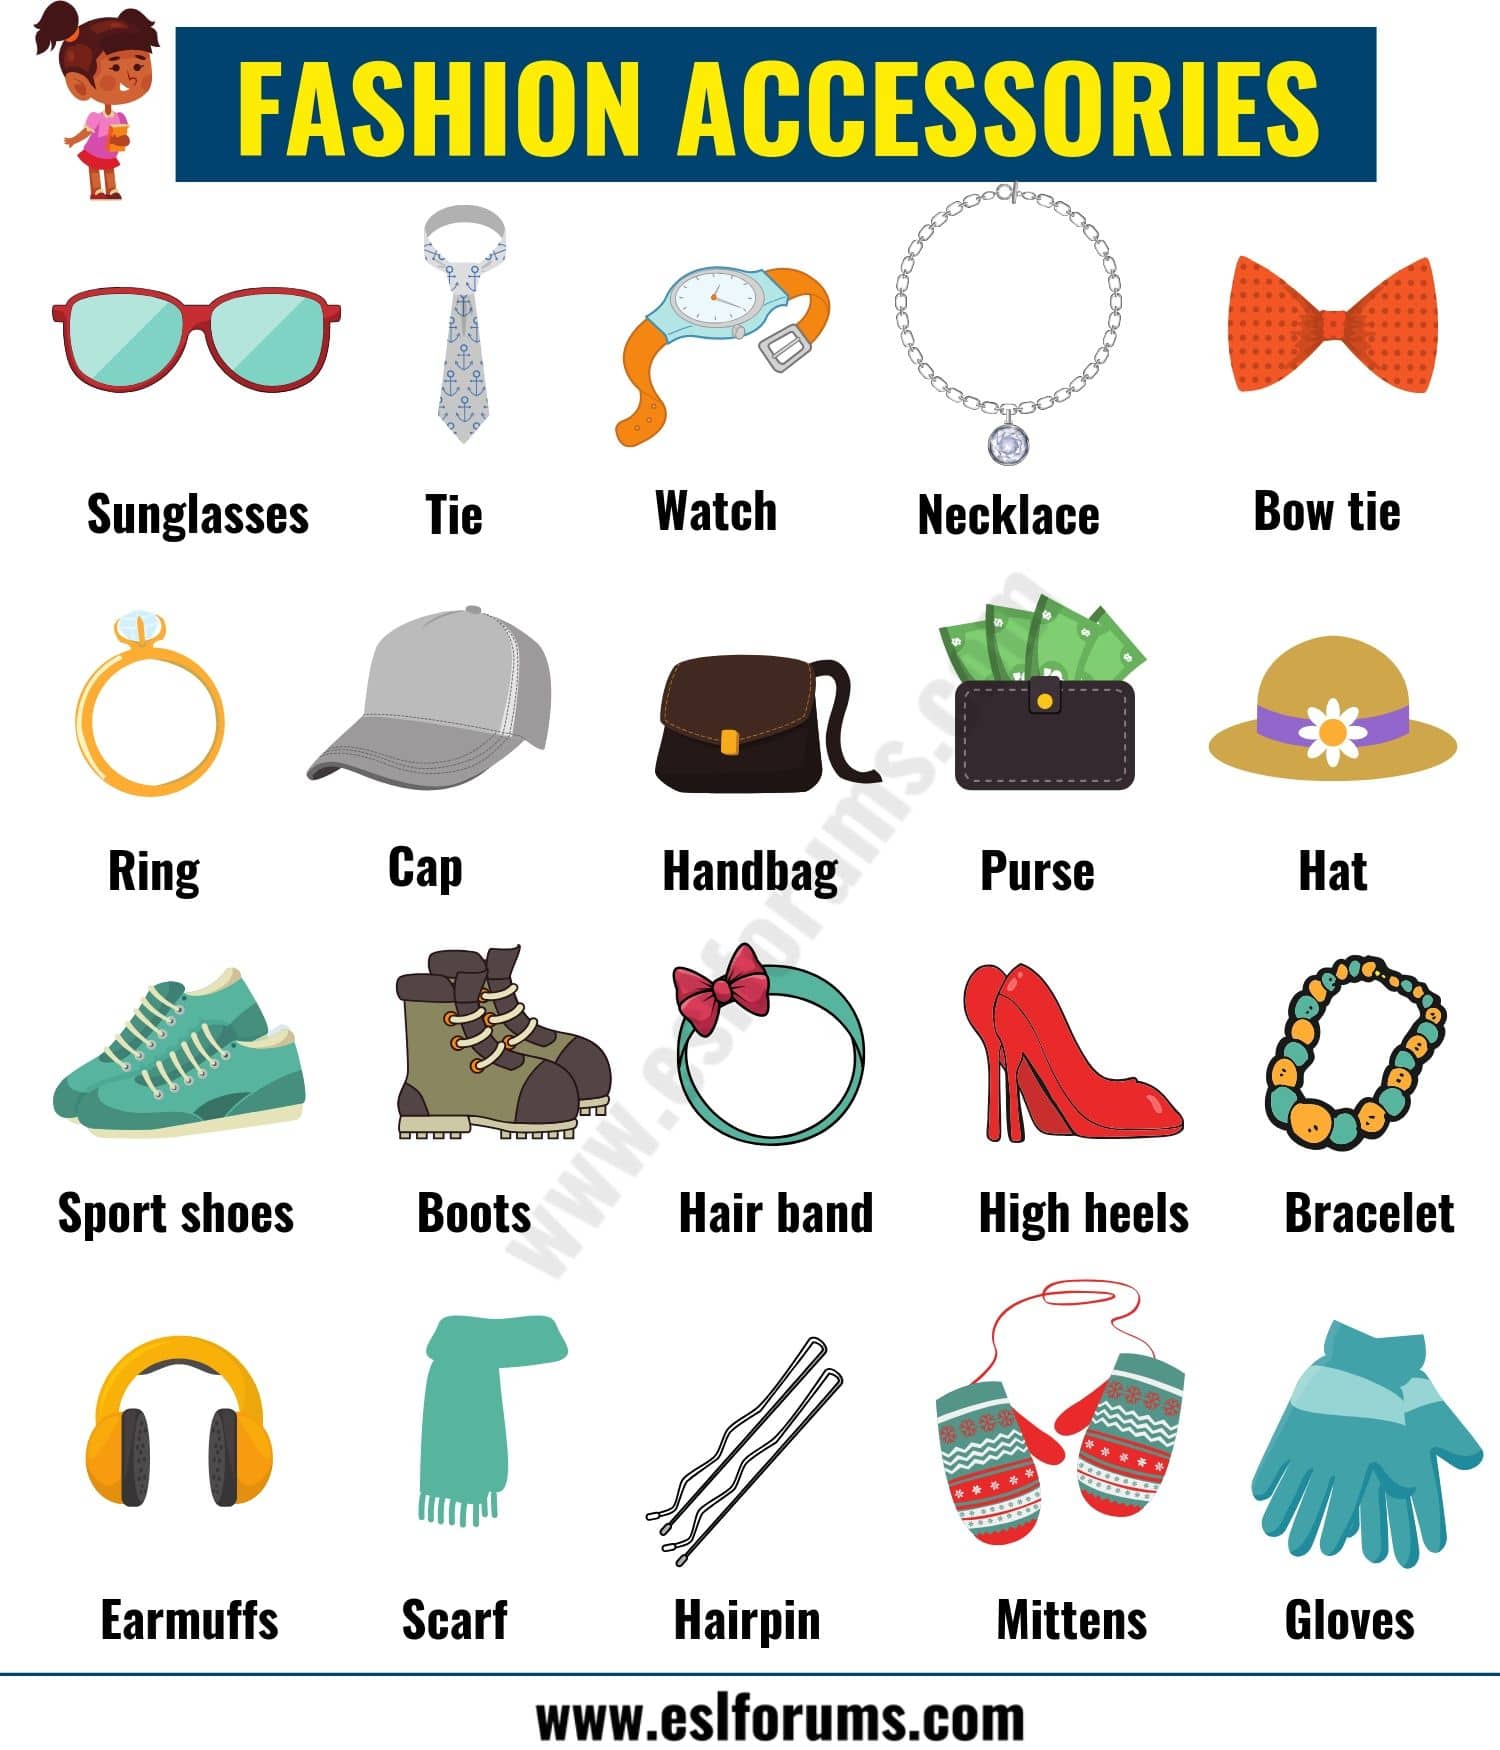 FASHION ACCESSORIES
Sunglasses
Tie
Watch
Necklace
Bow tie
Ring
Cap
Handbag
Purse
Hat
Sport shoes
Boots
Hair band
High heels
Bracelet
Earmuffs
Scarf
Hairpin
Mittens
Gloves
www.eslforums.com
www.eslforums.com